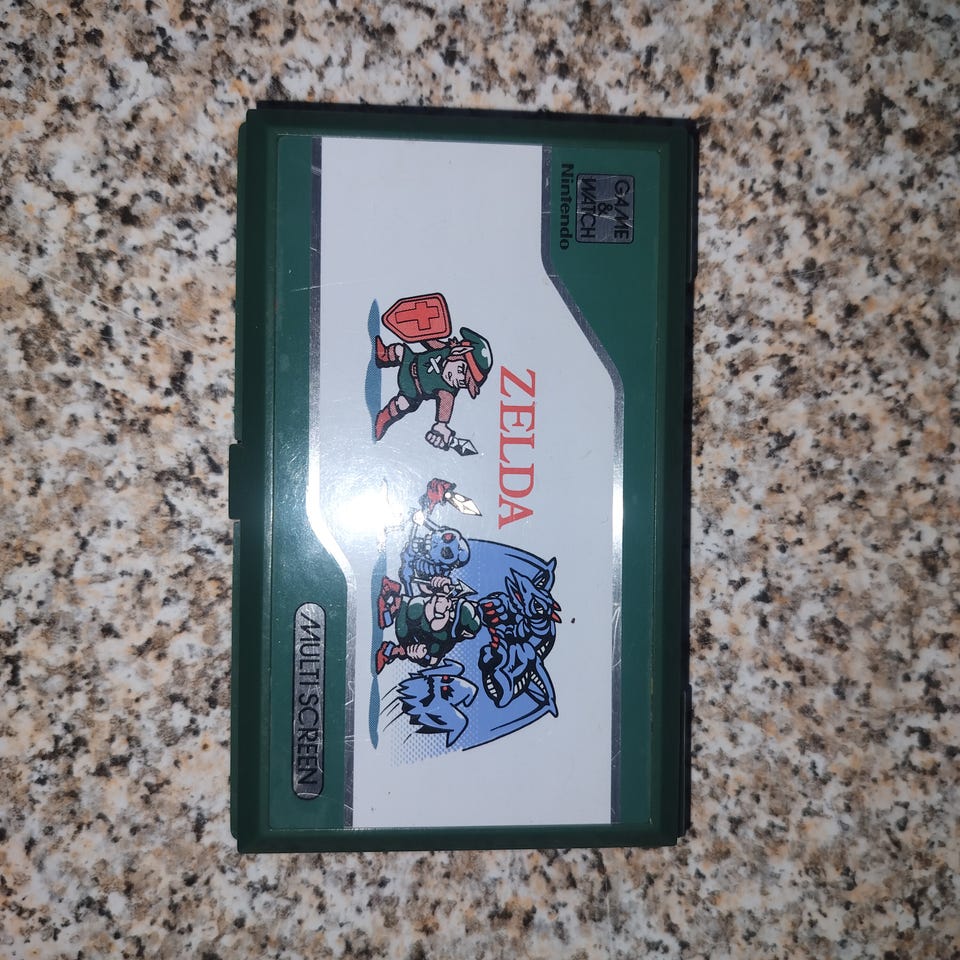 GAME
&
WATCH
Nintendo
ZELDA
MULTI SCREEN